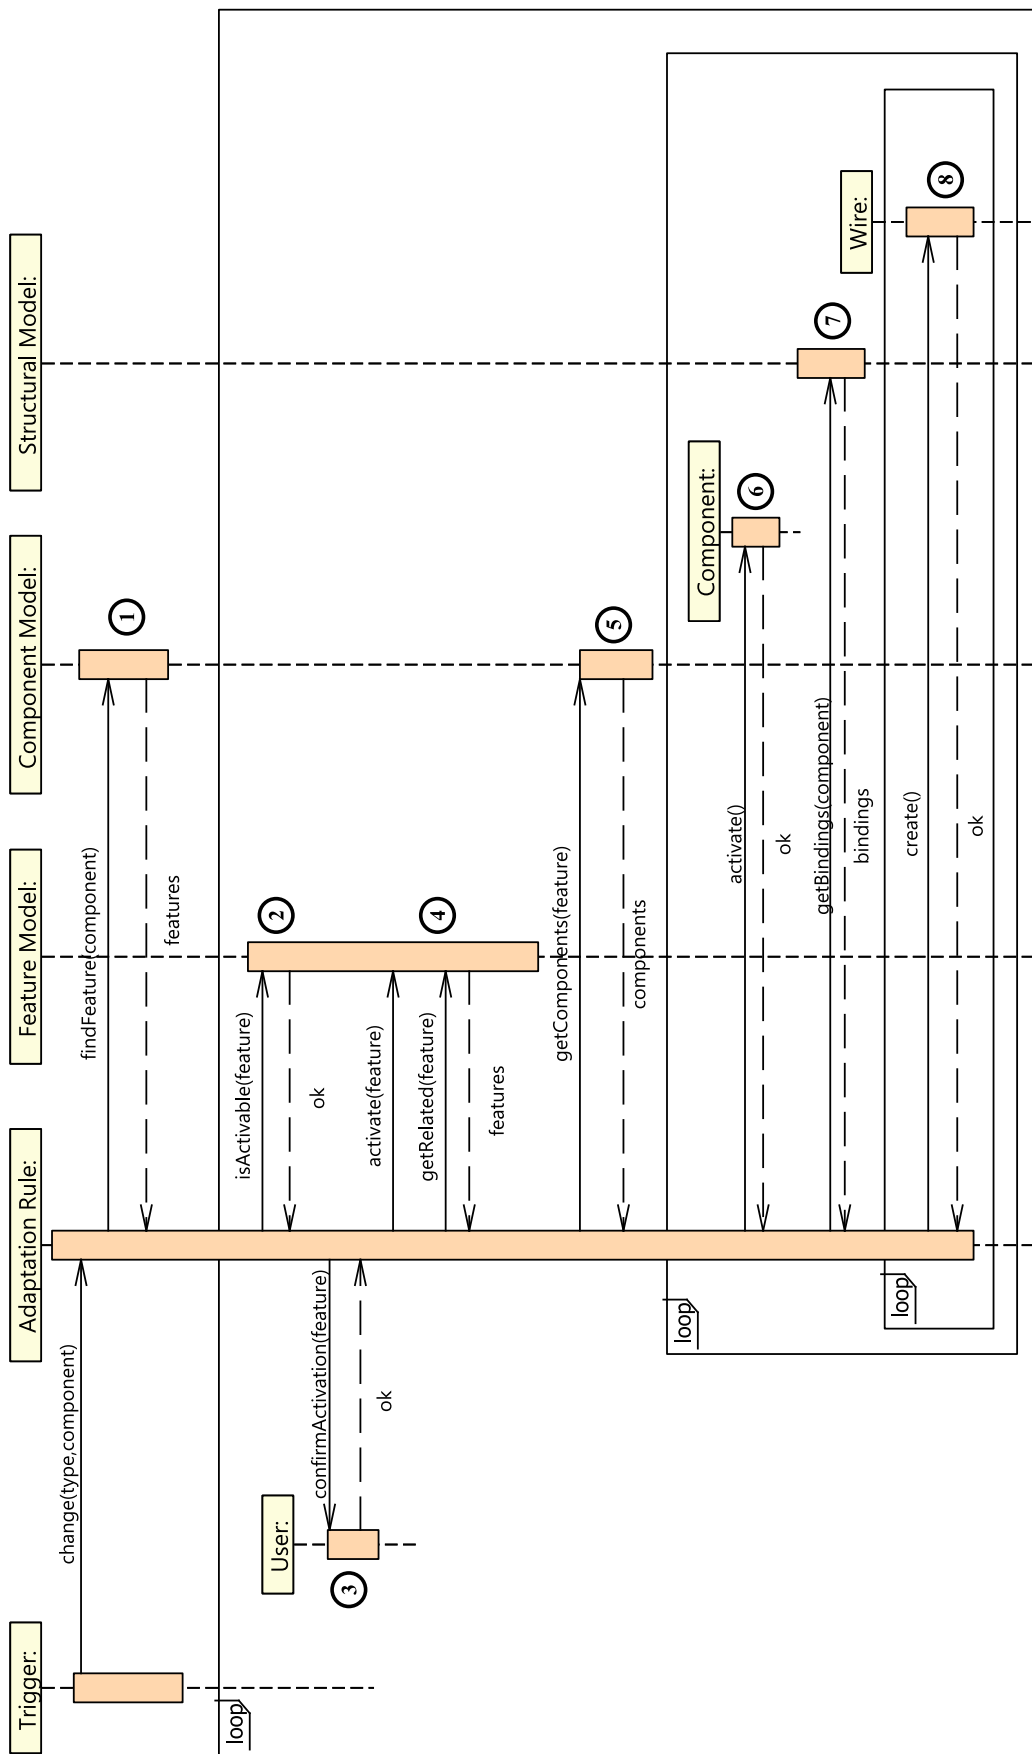 Trigger:
Adaptation Rule:
Feature Model:
Component Model:
Structural Model:
change(type,component)
findFeature(component)
1
features
loop
User:
isActivable(feature)
2
ok
confirmActivation(feature)
3
ok
activate(feature)
4
getRelated(feature)
features
getComponents(feature)
5
components
loop
Component:
activate()
6
ok
getBindings(component)
7
bindings
Wire:
loop
create()
8
ok